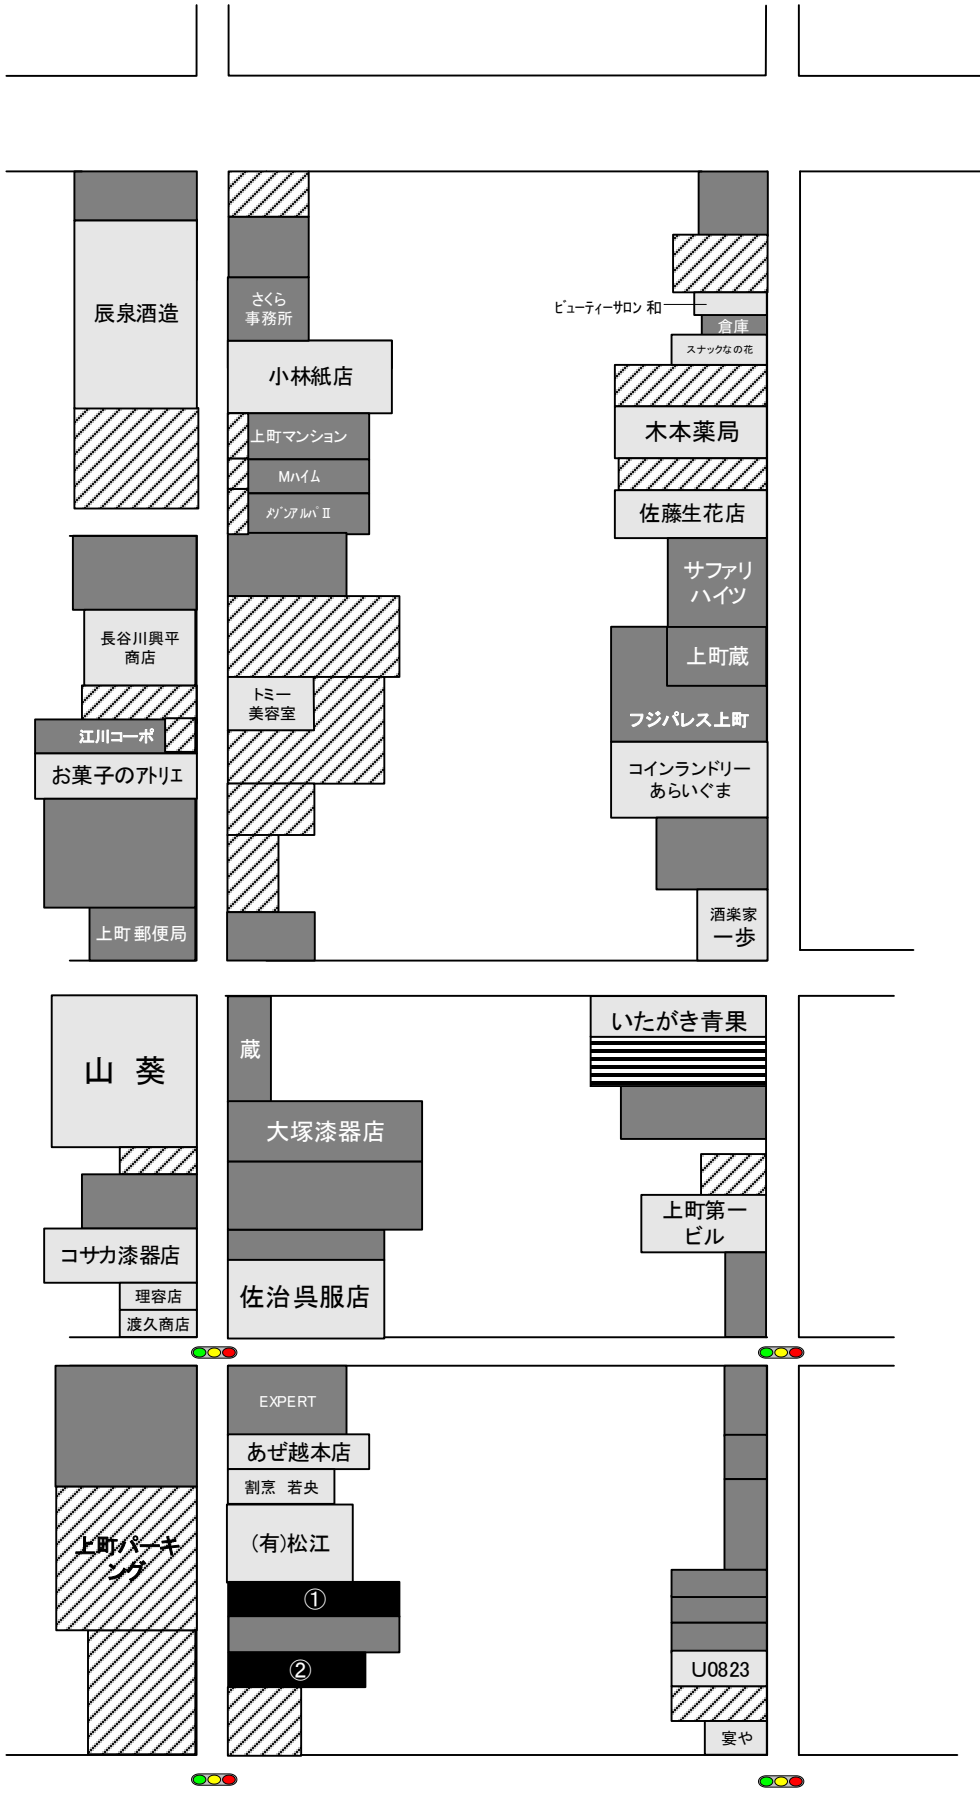 辰泉酒造
さくら
事務所
小林紙店
上町マンション
Mハイム
ﾒｿﾞﾝｱﾙﾊﾞⅡ
長谷川興平
商店
江川コーポ
お菓子のアトリエ
上町郵便局
トミー
美容室
ビューティーサロン 和
倉庫
スナックなの花
木本薬局
佐藤生花店
サファリ
ハイツ
上町蔵
フジパレス上町
コインランドリー
あらいぐま
酒楽家
一歩
山 葵
コサカ漆器店
理容店
渡久商店
蔵
大塚漆器店
佐治呉服店
いたがき青果
上町第一
ビル
上町パーキ
ング
EXPERT
あぜ越本店
割烹 若央
(有)松江
①
②
U0823
宴や